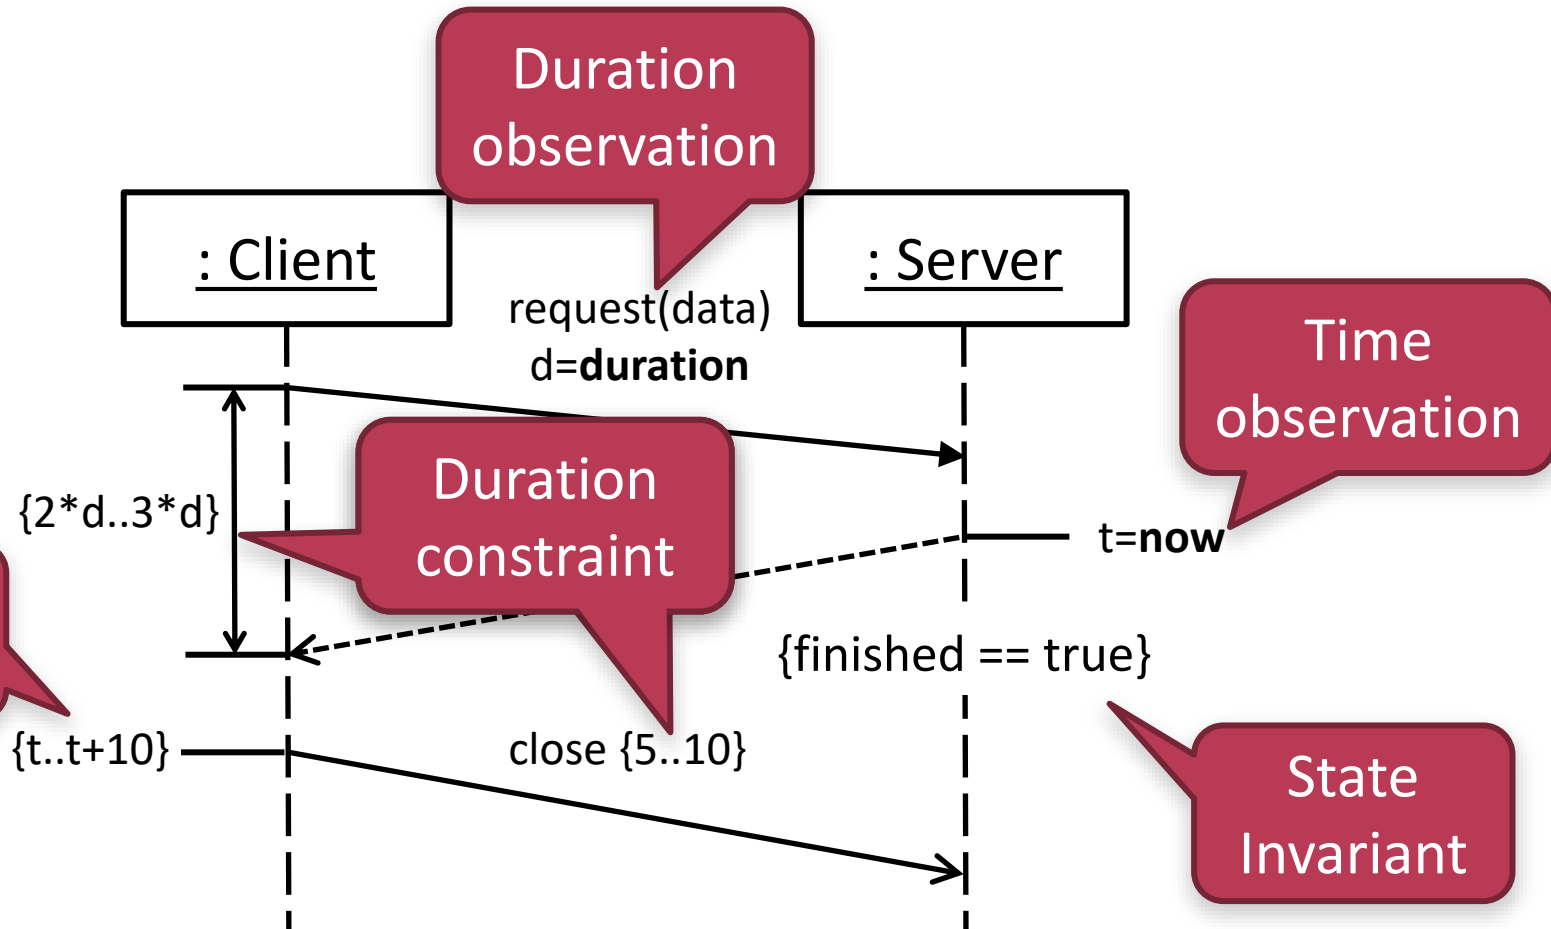 Duration
observation
: Client
: Server
request(data)
d=duration
Time
observation
Duration
constraint
{2*d..3*d}
t=now
{finished == true}
{t..t+10}
close {5..10}
State
Invariant